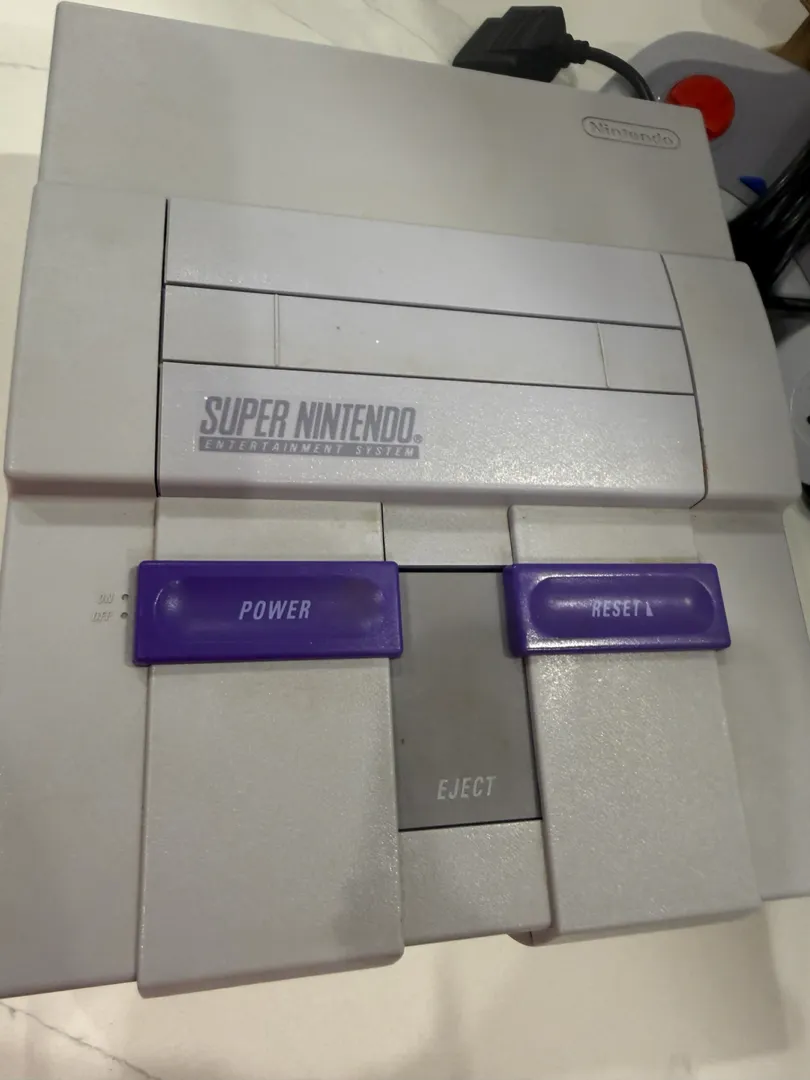 Nintendo
SUPER NINTENDO®
ENTERTAINMENT SYSTEM
ON
OFF
POWER
RESET
EJECT